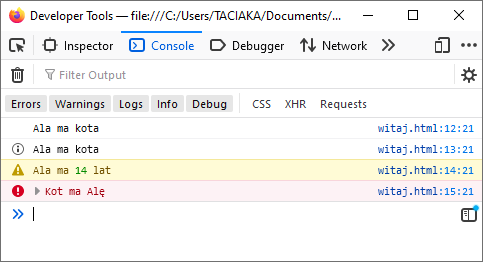 Developer Tools — file:///C:/Users/TACIAKA/Documents/...
Inspector Console Debugger Network
Filter Output
Errors Warnings Logs Info Debug CSS XHR Requests
Ala ma kota witaj.html:12:21
Ala ma kota witaj.html:13:21
Ala ma 14 lat witaj.html:14:21
Kot ma Alę witaj.html:15:21